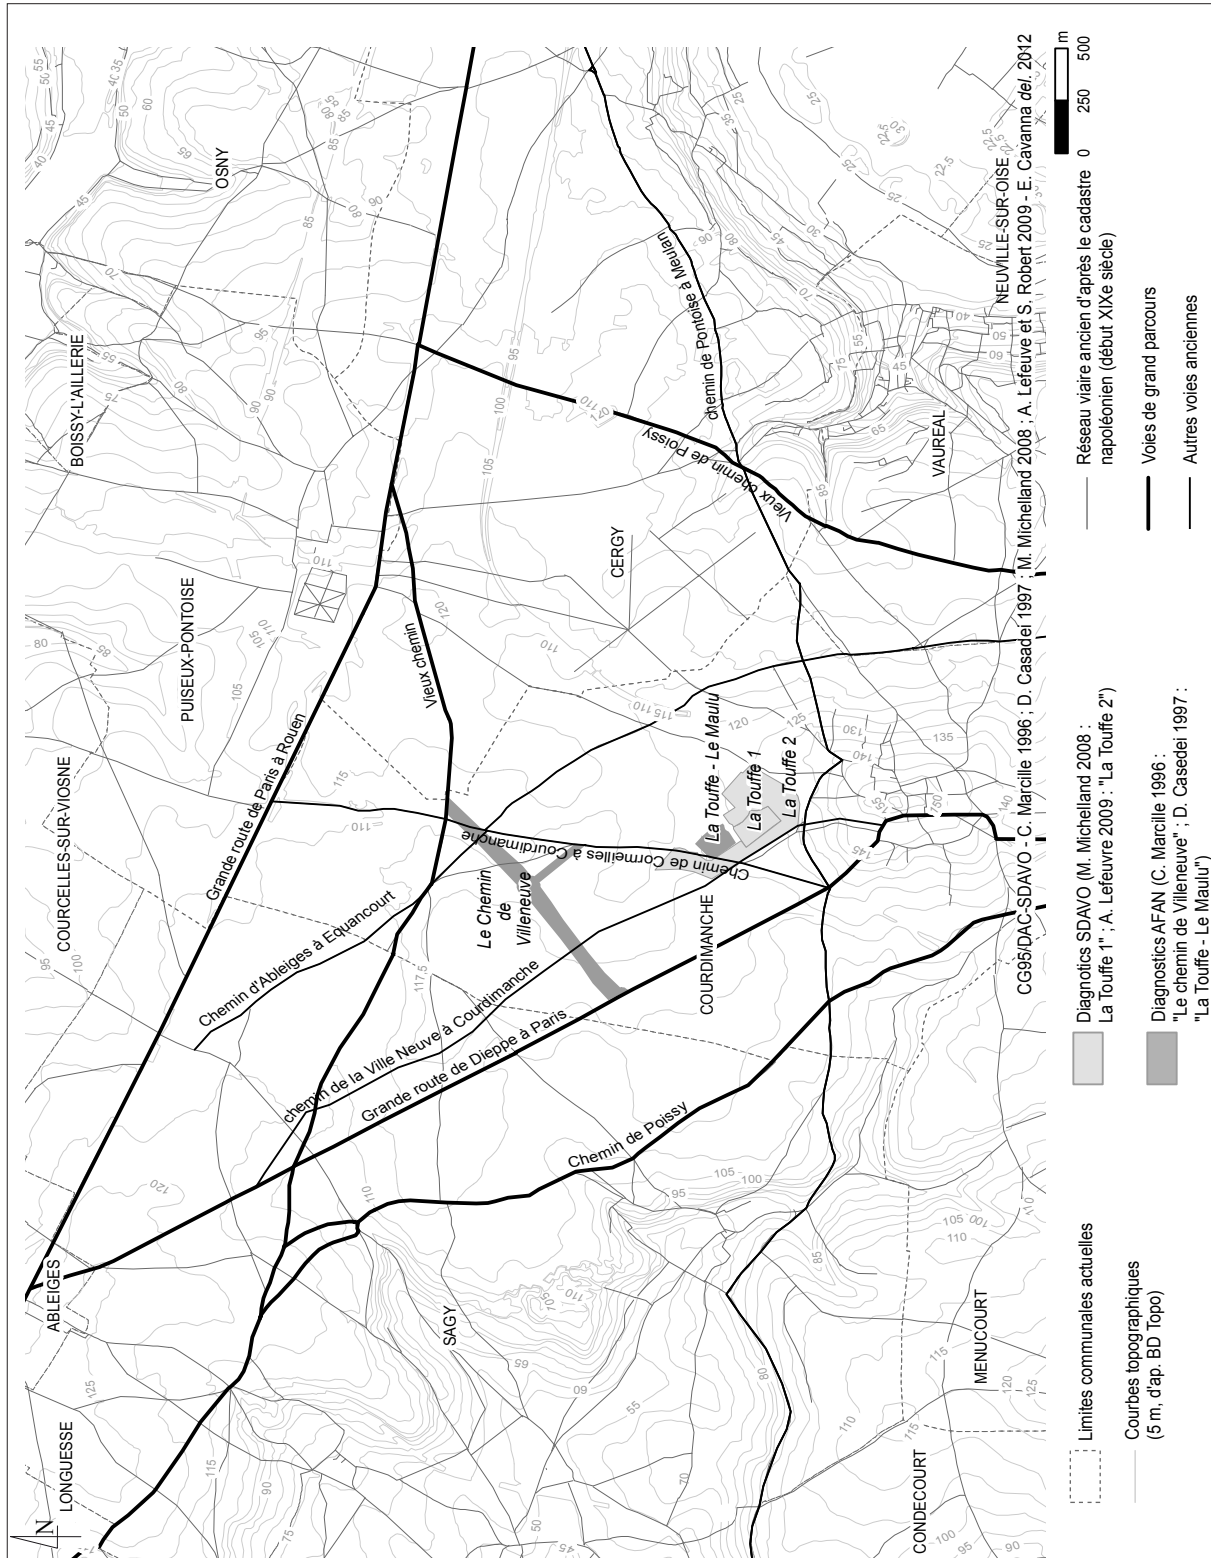 N
LONGUESSE
ABLEIGES
COURCELLES-SUR-VIOSNE
PUISEUX-PONTOISE
BOISSY-L'AILLERIE
OSNY
Grande route de Paris à Rouen
Vieux chemin
Chemin d'Ableiges à Equancourt
chemin de la Ville Neuve à Courdimanche
Grande route de Dieppe à Paris
Chemin de Poissy
Le Chemin
de
Villeneuve
Chemin de Cormeilles à Courdimanche
Vieux chemin de Poissy
chemin de Pontoise à Meulan
La Touffe - Le Maulu
La Touffe 1
La Touffe 2
SAGY
COURDIMANCHE
CERGY
CONDECOURT
MENUCOURT
VAUREAL
NEUVILLE-SUR-OISE
CG95/DAC-SDAVO - C. Marcille 1996 ; D. Casadei 1997 ; M. Michelland 2008 ; A. Lefeuve et S. Robert 2009 - E. Cavanna del. 2012
0 250 500
m
Limites communales actuelles
Courbes topographiques
(5 m, d'ap. BD Topo)
Diagnotics SDAVO (M. Michelland 2008 :
La Touffe 1" ; A. Lefeuvre 2009 : "La Touffe 2")
Diagnostics AFAN (C. Marcille 1996 :
"Le chemin de Villeneuve" ; D. Casedei 1997 :
"La Touffe - Le Maulu")
Réseau viaire ancien d'après le cadastre
napoléonien (début XIXe siècle)
Voies de grand parcours
Autres voies anciennes